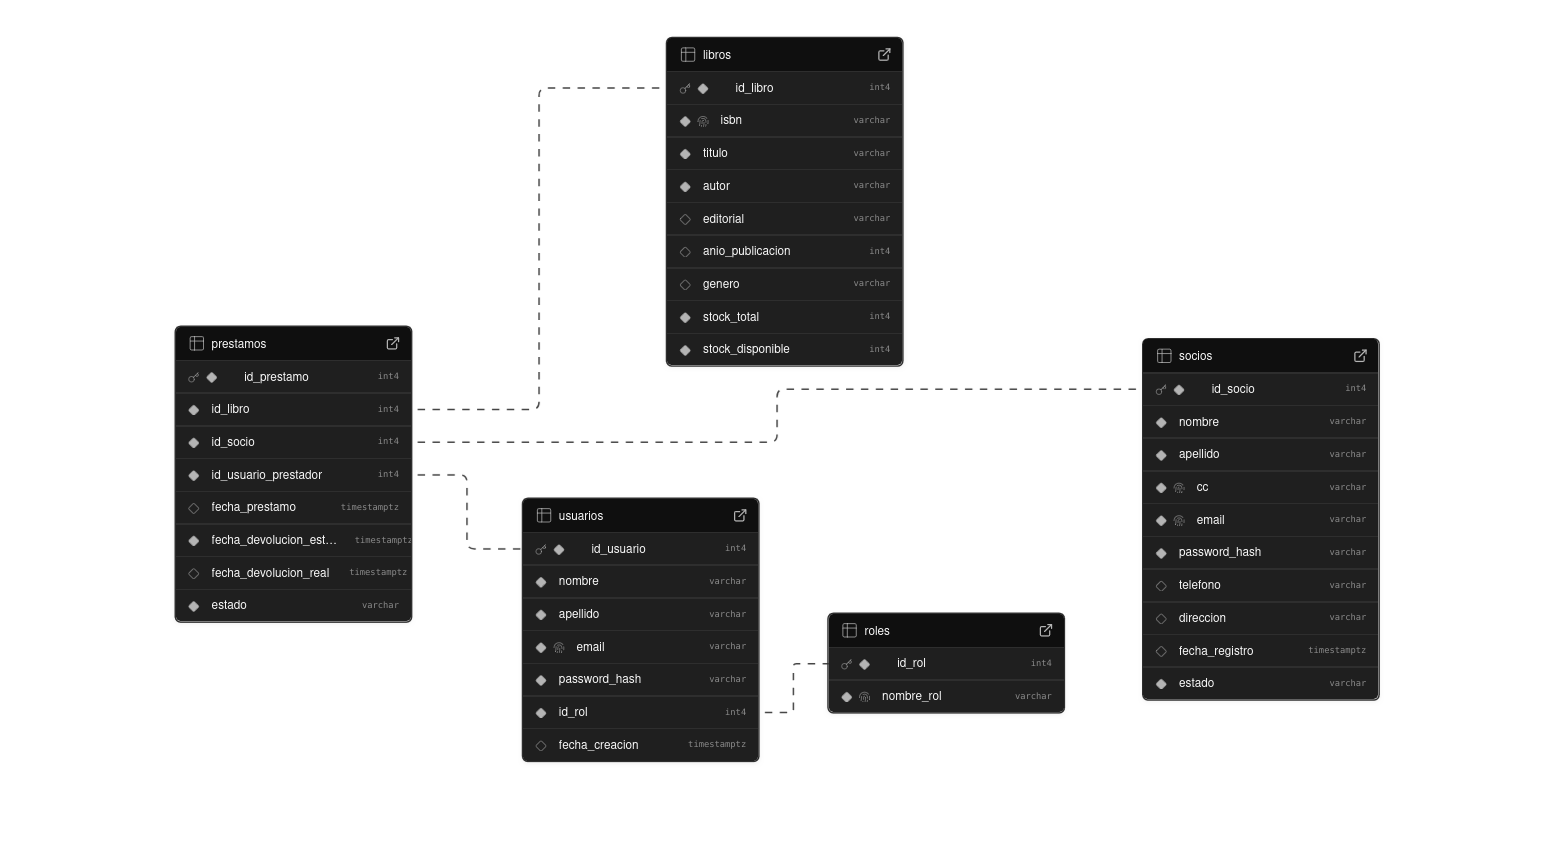 libros
id_libro int4
isbn varchar
titulo varchar
autor varchar
editorial varchar
anio_publicacion int4
genero varchar
stock_total int4
stock_disponible int4
prestamos
id_prestamo int4
id_libro int4
id_socio int4
id_usuario_prestador int4
fecha_prestamo timestamptz
fecha_devolucion_est... timestamptz
fecha_devolucion_real timestamptz
estado varchar
socios
id_socio int4
nombre varchar
apellido varchar
cc varchar
email varchar
password_hash varchar
telefono varchar
direccion varchar
fecha_registro timestamptz
estado varchar
usuarios
id_usuario int4
nombre varchar
apellido varchar
email varchar
password_hash varchar
id_rol int4
fecha_creacion timestamptz
roles
id_rol int4
nombre_rol varchar